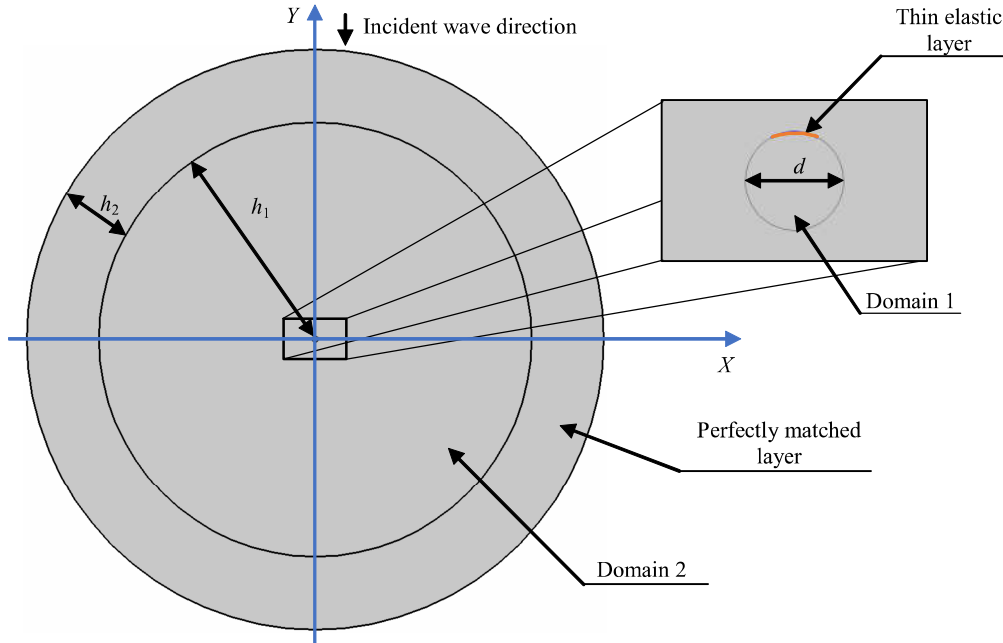 Y
Incident wave direction
Thin elastic
layer
d
h2
h1
Domain 1
X
Perfectly matched
layer
Domain 2